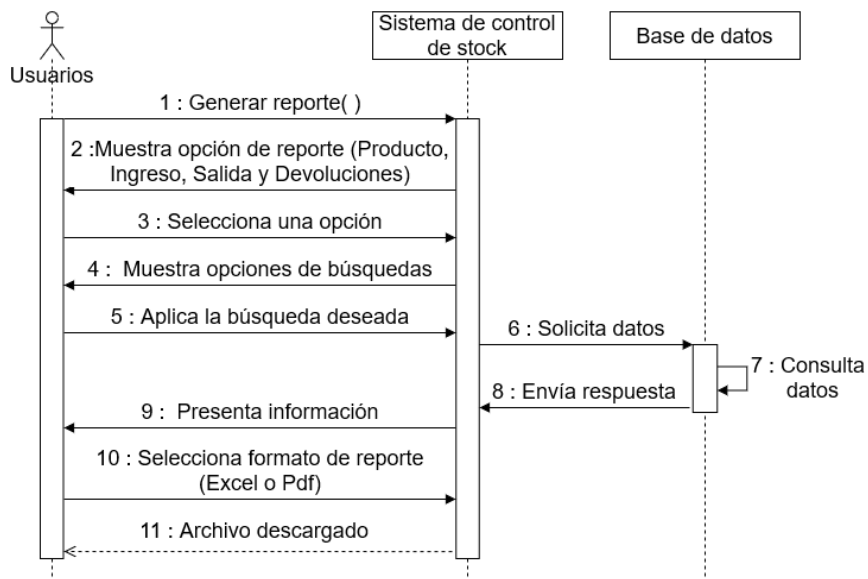 Usuarios
Sistema de control
de stock
Base de datos
1 : Generar reporte( )
2 :Muestra opción de reporte (Producto,
Ingreso, Salida y Devoluciones)
3 : Selecciona una opción
4 : Muestra opciones de búsquedas
5 : Aplica la búsqueda deseada
6 : Solicita datos
7 : Consulta
datos
8 : Envía respuesta
9 : Presenta información
10 : Selecciona formato de reporte
(Excel o Pdf)
11 : Archivo descargado